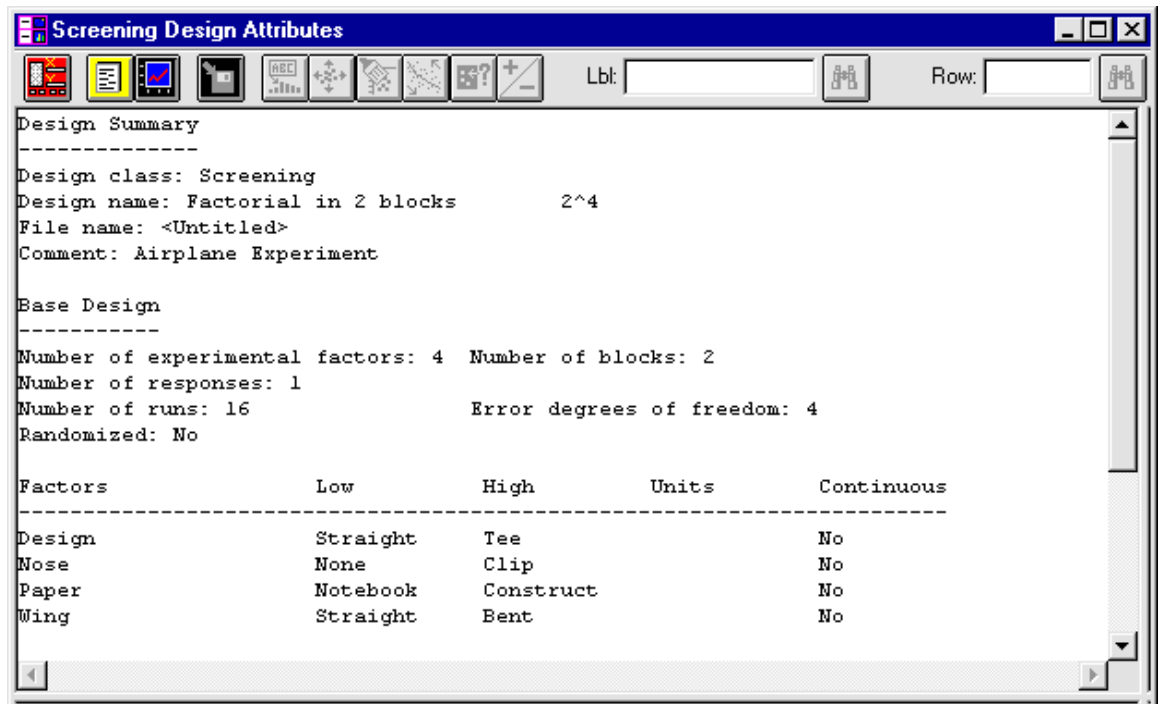 Screening Design Attributes
ABC Lbl: Row:
Design Summary
--------------
Design class: Screening
Design name: Factorial in 2 blocks        2^4
File name: <Untitled>
Comment: Airplane Experiment
Base Design
-----------
Number of experimental factors: 4  Number of blocks: 2
Number of responses: 1
Number of runs: 16                    Error degrees of freedom: 4
Randomized: No
Factors                  Low           High          Units         Continuous
------------------------------------------------------------------------------
Design                   Straight      Tee                         No
Nose                     None          Clip                        No
Paper                    Notebook      Construct                   No
Wing                     Straight      Bent                        No